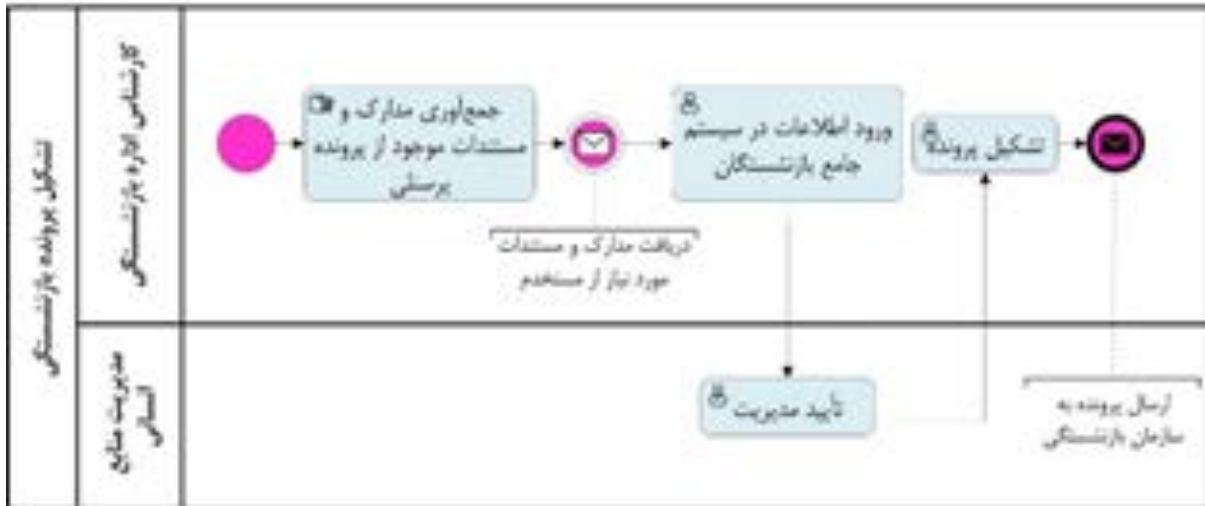 تشکیل پرونده بازنشستگی
کارشناس اداره بازنشستگی
جمع‌آوری مدارک و
مستندات موجود از پرونده
پرسنلی
دریافت مدارک و مستندات
مورد نیاز از مستخدم
ورود اطلاعات در سیستم
جامع بازنشستگان
تشکیل پرونده
مدیریت منابع
انسانی
تأیید مدیریت
ارسال پرونده به
سازمان بازنشستگی